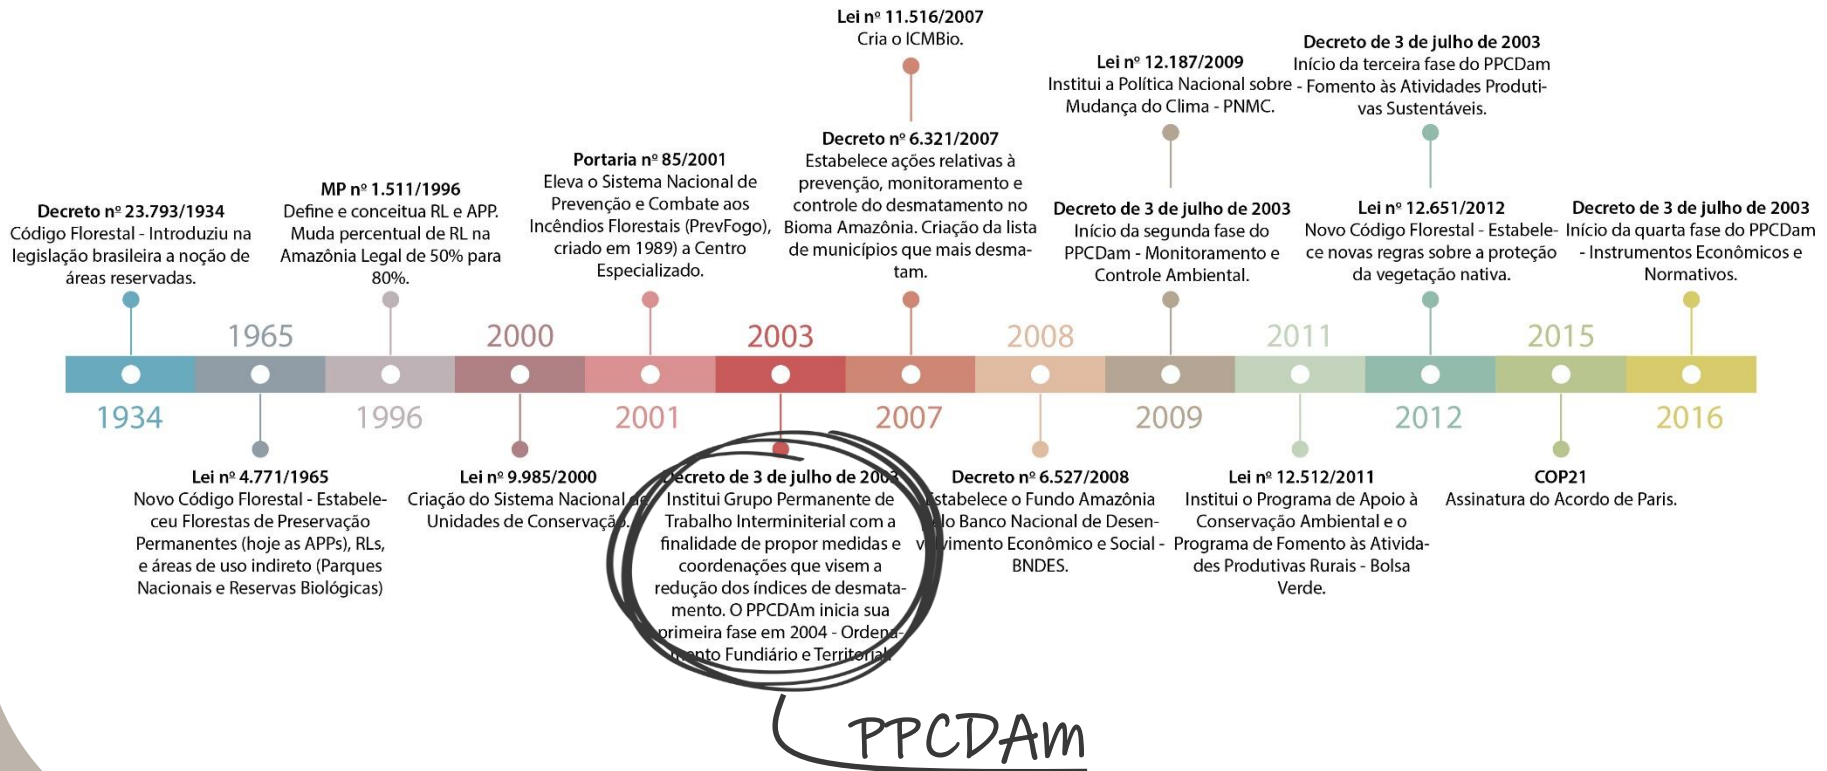 Lei nº 11.516/2007
Cria o ICMBio.
Decreto nº 6.321/2007
Estabelece ações relativas à
prevenção, monitoramento e
controle do desmatamento no
Bioma Amazônia. Criação da lista
de municípios que mais desma-
tam.
Lei nº 12.187/2009
Institui a Política Nacional sobre
Mudança do Clima - PNMC.
Decreto de 3 de julho de 2003
Início da terceira fase do PPCDam
- Fomento às Atividades Produti-
vas Sustentáveis.
Decreto nº 23.793/1934
Código Florestal - Introduziu na
legislação brasileira a noção de
áreas reservadas.
MP nº 1.511/1996
Define e conceitua RL e APP.
Muda percentual de RL na
Amazônia Legal de 50% para
80%.
Portaria nº 85/2001
Eleva o Sistema Nacional de
Prevenção e Combate aos
Incêndios Florestais (PrevFogo),
criado em 1989) a Centro
Especializado.
Decreto de 3 de julho de 2003
Início da segunda fase do
PPCDam - Monitoramento e
Controle Ambiental.
Lei nº 12.651/2012
Novo Código Florestal - Estabele-
ce novas regras sobre a proteção
da vegetação nativa.
Decreto de 3 de julho de 2003
Início da quarta fase do PPCDam
- Instrumentos Econômicos e
Normativos.
1965
2000
2003
2008
2011
2015
1934
1996
2001
2007
2009
2012
2016
Lei nº 4.771/1965
Novo Código Florestal - Estabele-
ceu Florestas de Preservação
Permanentes (hoje as APPs), RLs,
e áreas de uso indireto (Parques
Nacionais e Reservas Biológicas)
Lei nº 9.985/2000
Criação do Sistema Nacional de
Unidades de Conservação.
Decreto de 3 de julho de 2003
Institui Grupo Permanente de
Trabalho Interminiterial com a
finalidade de propor medidas e
coordenações que visem a
redução dos índices de desmata-
mento. O PPCDAm inicia sua
primeira fase em 2004 - Ordena-
mento Fundiário e Territorial.
Decreto nº 6.527/2008
Estabelece o Fundo Amazônia
pelo Banco Nacional de Desen-
volvimento Econômico e Social -
BNDES.
Lei nº 12.512/2011
Institui o Programa de Apoio à
Conservação Ambiental e o
Programa de Fomento às Ativida-
des Produtivas Rurais - Bolsa
Verde.
COP21
Assinatura do Acordo de Paris.
PPCDAm